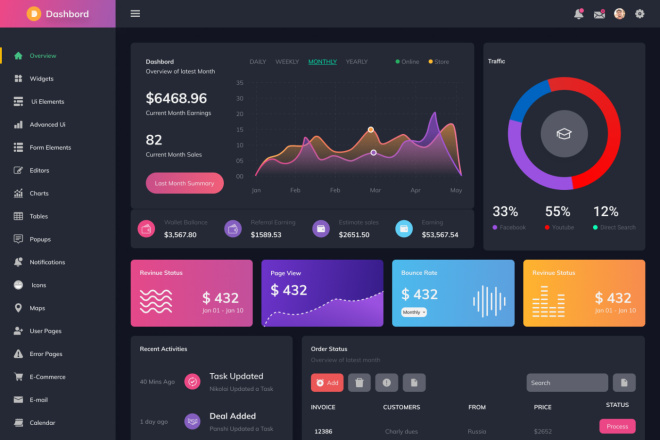 Dashbord
Overview
Widgets
Ui Elements
Advanced Ui
Form Elements
Editors
Charts
Tables
Popups
Notifications
Icons
Maps
User Pages
Error Pages
E-Commerce
E-mail
Calendar
Dashbord
Overview of latest Month
DAILY WEEKLY MONTHLY YEARLY
Online Store
$6468.96
Current Month Earnings
82
Current Month Sales
Last Month Summary
35
30
25
20
15
10
05
00
Jan Feb Feb Mar Apr May
Wallet Ballance
$3,567.80
Referral Earning
$1589.53
Estimate sales
$2651.50
Earning
$53,567.54
Traffic
33% 55% 12%
Facebook Youtube Direct Search
Revinue Status
$ 432
Jan 01 - Jan 10
Page View
$ 432
Bounce Rate
$ 432
Monthly
Revinue Status
$ 432
Jan 01 - Jan 10
Recent Activities
40 Mins Ago
Task Updated
Nikolai Updated a Task
1 day ago
Deal Added
Panshi Updated a Task
Order Status
Overview of latest month
Add
Search
INVOICE CUSTOMERS FROM PRICE STATUS
12386 Charly dues Russia $2652 Process